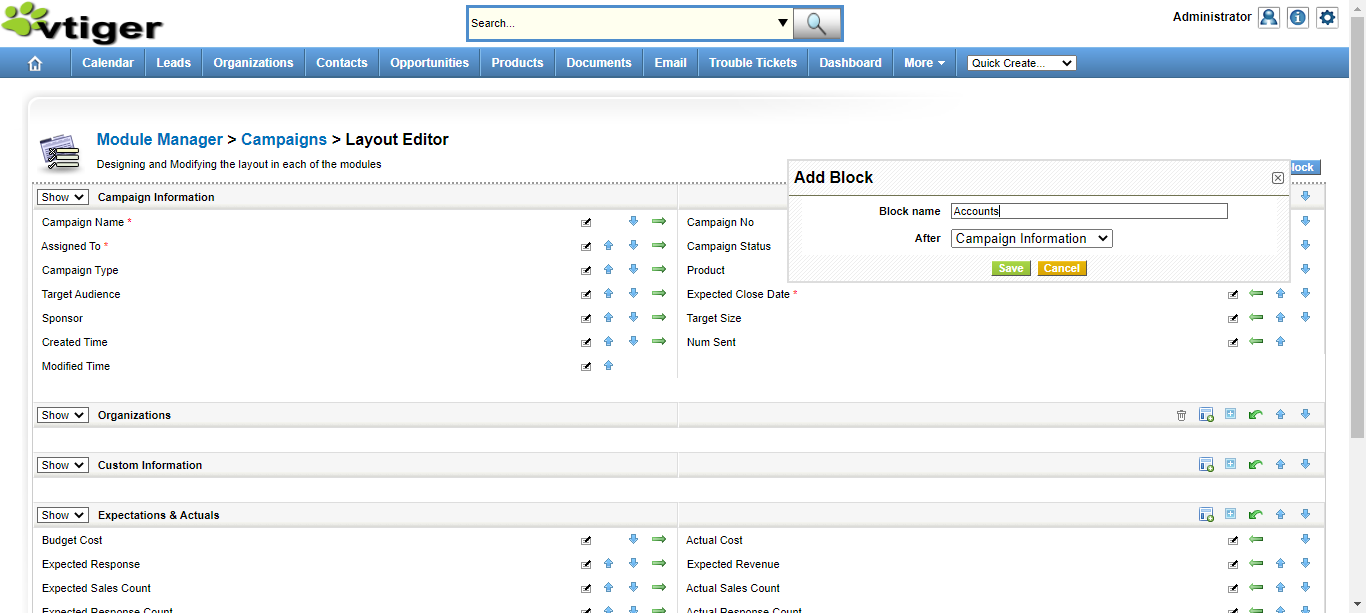 vtiger
Search...
Administrator
Calendar Leads Organizations Contacts Opportunities Products Documents Email Trouble Tickets Dashboard More Quick Create...
Module Manager > Campaigns > Layout Editor
Designing and Modifying the layout in each of the modules
lock
Add Block
Block name Accounts
After Campaign Information
Save Cancel
Show Campaign Information
Campaign Name * Campaign No
Assigned To * Campaign Status
Campaign Type Product
Target Audience Expected Close Date *
Sponsor Target Size
Created Time Num Sent
Modified Time
Show Organizations
Show Custom Information
Show Expectations & Actuals
Budget Cost Actual Cost
Expected Response Expected Revenue
Expected Sales Count Actual Sales Count
Expected Response Count Actual Response Count